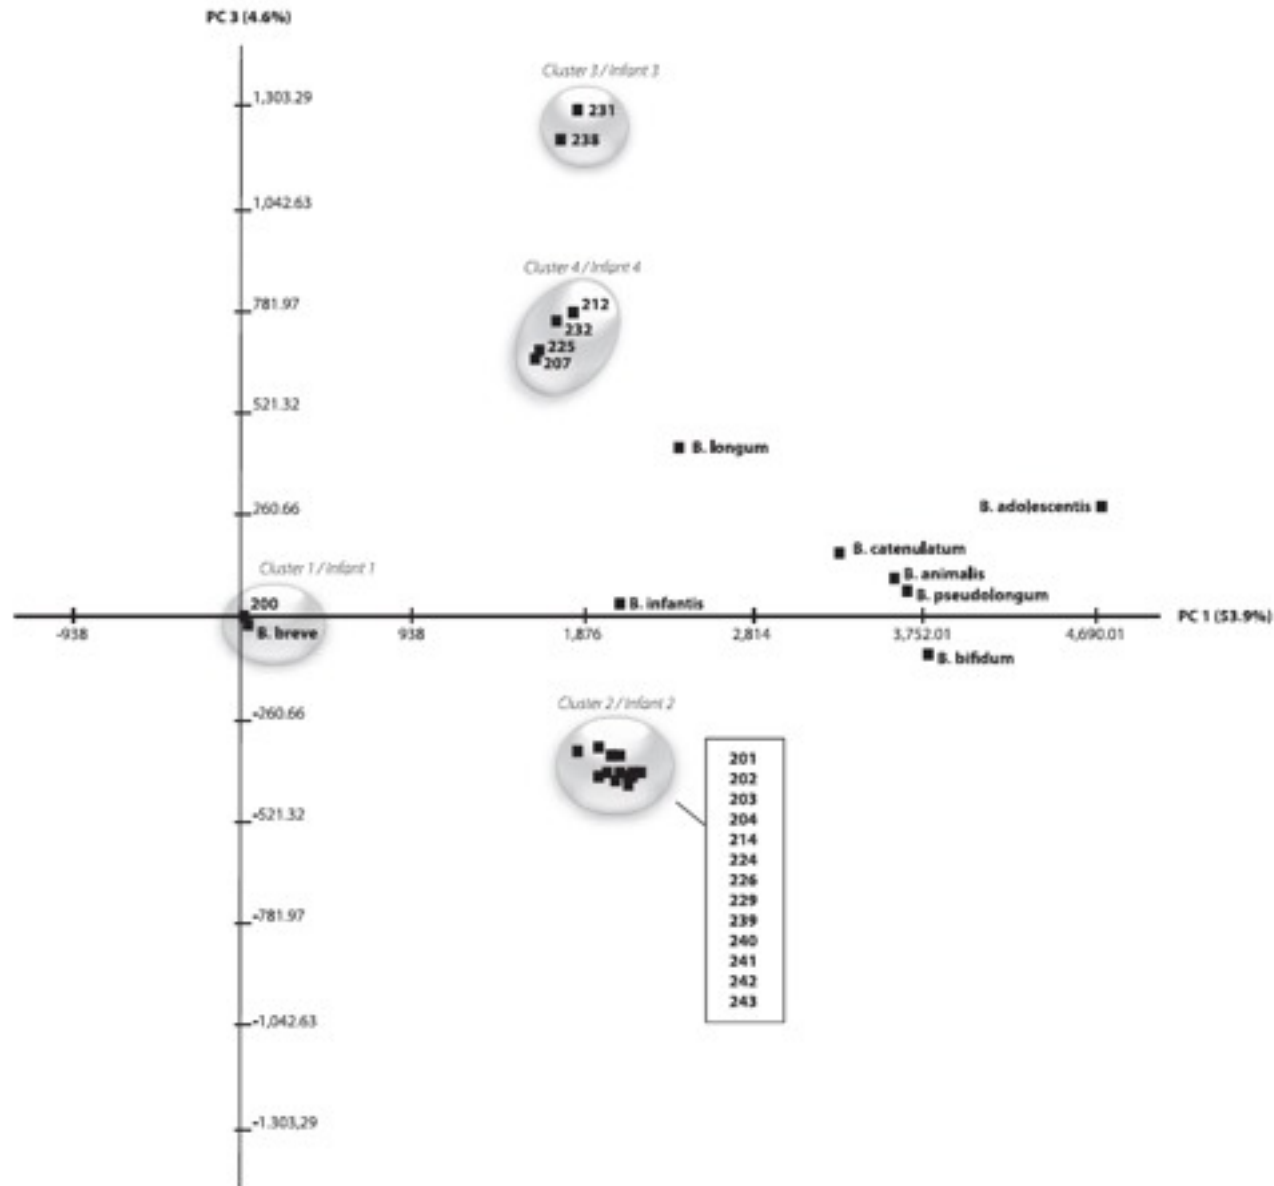 PC 3 (4.6%)
Cluster 3 / Infant 3
1,303.29
231
238
1,042.63
Cluster 4 / Infant 4
781.97
212
232
225
207
521.32
B. longum
260.66
B. adolescentis
B. catenulatum
Cluster 1 / Infant 1
B. animalis
B. pseudolongum
200
B. infantis
B. breve
PC 1 (53.9%)
-938
938
1,876
2,814
3,752.01
4,690.01
B. bifidum
Cluster 2 / Infant 2
-260.66
201
202
203
204
214
224
226
229
239
240
241
242
243
-521.32
-781.97
-1,042.63
-1.303,29